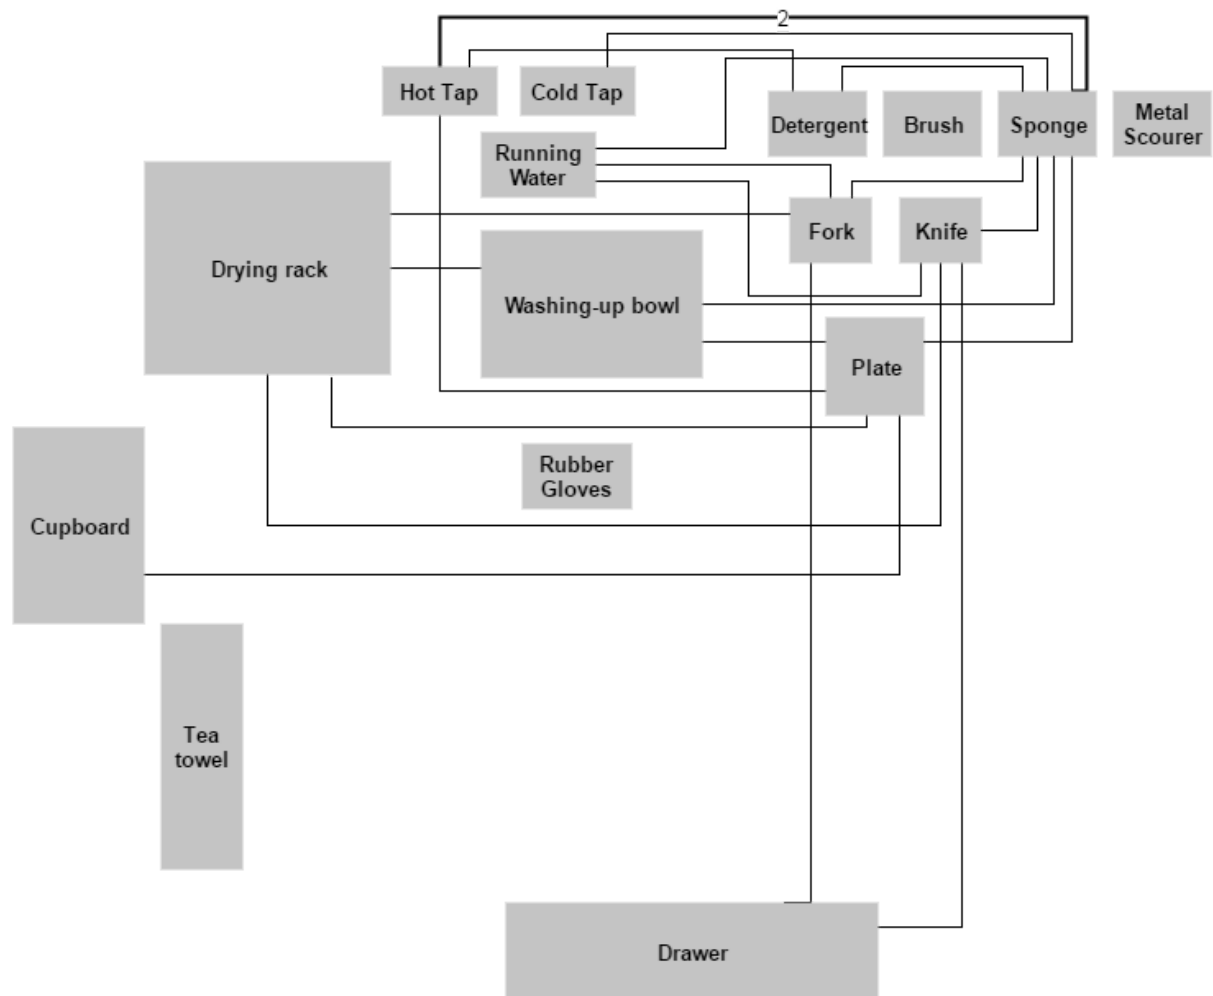 2
Hot Tap
Cold Tap
Detergent
Brush
Sponge
Metal
Scourer
Running
Water
Fork
Knife
Drying rack
Washing-up bowl
Plate
Rubber
Gloves
Cupboard
Tea
towel
Drawer